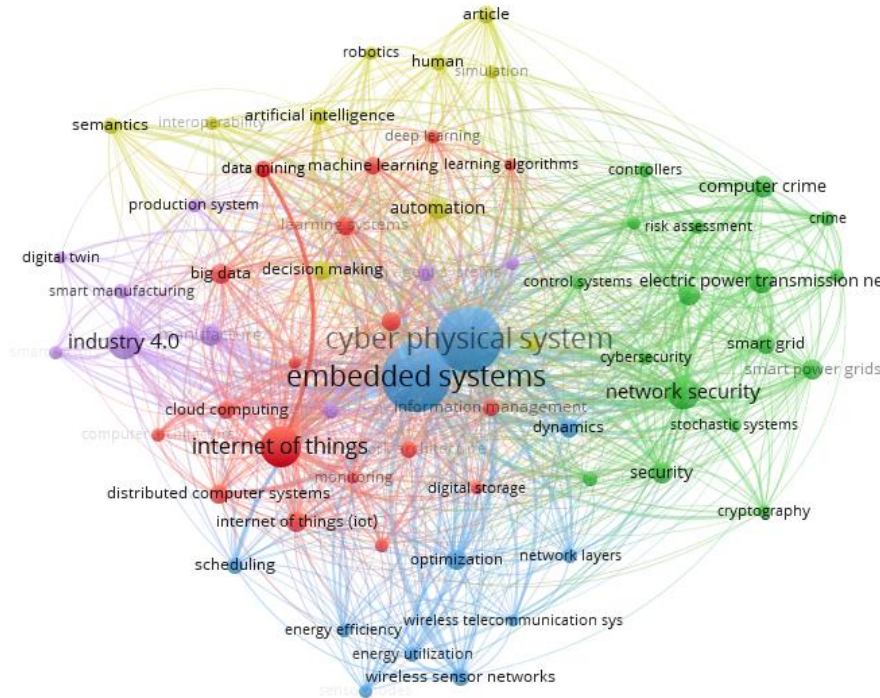 article
robotics
human
simulation
artificial intelligence
interoperability
semantics
deep learning
data mining
machine learning
learning algorithms
controllers
computer crime
production system
automation
crime
learning systems
risk assessment
digital twin
big data
decision making
control systems
electric power transmission ne
smart manufacturing
cyber physical system
industry 4.0
manufacture
smart grid
cybersecurity
smart power grids
embedded systems
network security
cloud computing
information management
stochastic systems
dynamics
internet of things
monitoring
security
distributed computer systems
digital storage
cryptography
internet of things (iot)
scheduling
optimization
network layers
wireless telecommunication sys
energy efficiency
energy utilization
wireless sensor networks